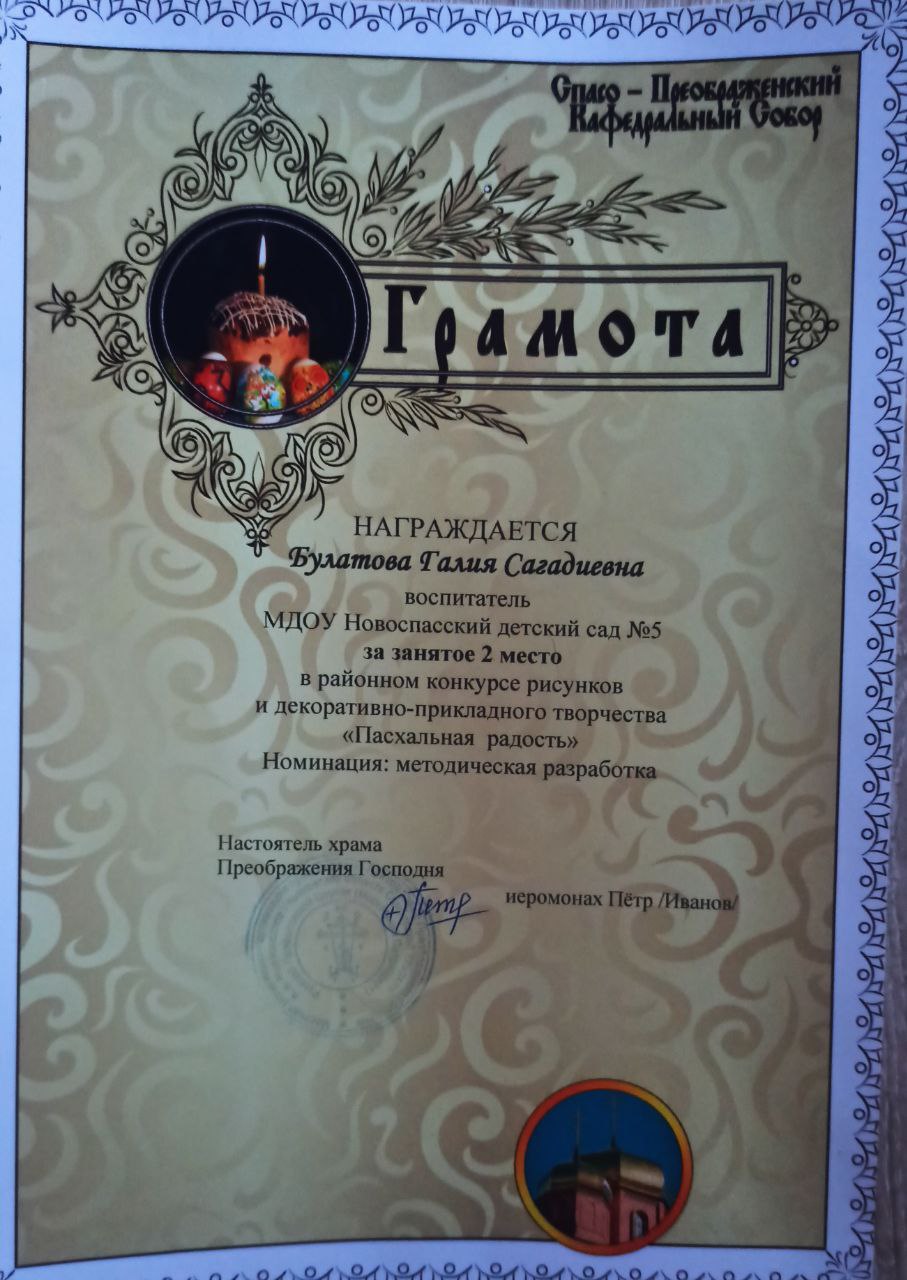 Спасо – Преображенский
Кафедральный Собор
Грамота
НАГРАЖДАЕТСЯ
Булатова Галия Сагадиевна
воспитатель
МДОУ Новоспасский детский сад №5
за занятое 2 место
в районном конкурсе рисунков
и декоративно-прикладного творчества
«Пасхальная радость»
Номинация: методическая разработка
Настоятель храма
Преображения Господня
иеромонах Пётр /Иванов/